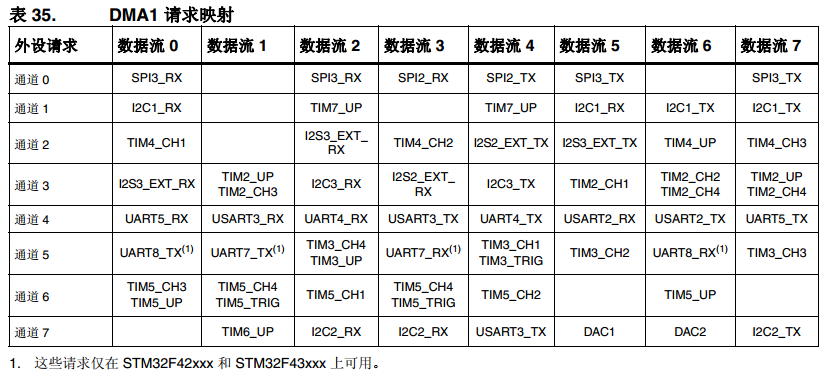 表 35. DMA1 请求映射
外设请求 数据流 0 数据流 1 数据流 2 数据流 3 数据流 4 数据流 5 数据流 6 数据流 7
通道 0 SPI3_RX SPI3_RX SPI2_RX SPI2_TX SPI3_TX SPI3_TX
通道 1 I2C1_RX TIM7_UP TIM7_UP I2C1_RX I2C1_TX I2C1_TX
通道 2 TIM4_CH1 I2S3_EXT_
RX TIM4_CH2 I2S2_EXT_TX I2S3_EXT_TX TIM4_UP TIM4_CH3
通道 3 I2S3_EXT_RX TIM2_UP
TIM2_CH3 I2C3_RX I2S2_EXT_
RX I2C3_TX TIM2_CH1 TIM2_CH2
TIM2_CH4 TIM2_UP
TIM2_CH4
通道 4 UART5_RX USART3_RX UART4_RX USART3_TX UART4_TX USART2_RX USART2_TX UART5_TX
通道 5 UART8_TX(1) UART7_TX(1) TIM3_CH4
TIM3_UP UART7_RX(1) TIM3_CH1
TIM3_TRIG TIM3_CH2 UART8_RX(1) TIM3_CH3
通道 6 TIM5_CH3
TIM5_UP TIM5_CH4
TIM5_TRIG TIM5_CH1 TIM5_CH4
TIM5_TRIG TIM5_CH2 TIM5_UP
通道 7 TIM6_UP I2C2_RX I2C2_RX USART3_TX DAC1 DAC2 I2C2_TX
1. 这些请求仅在 STM32F42xxx 和 STM32F43xxx 上可用。